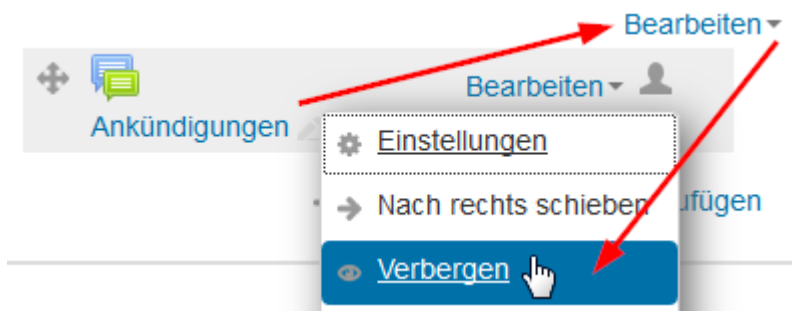 Bearbeiten
Bearbeiten
Ankündigungen
Einstellungen
Nach rechts schieben
ufügen
Verbergen